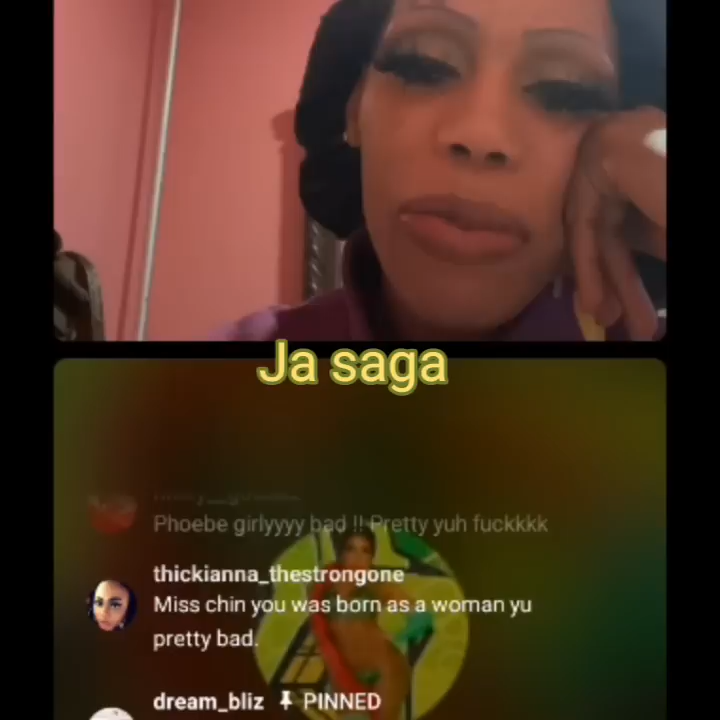 Ja saga
Phoebe girlyyyy bad !! Pretty yuh fuckkkk
thickianna_thestrongone
Miss chin you was born as a woman yu
pretty bad.
dream_bliz PINNED